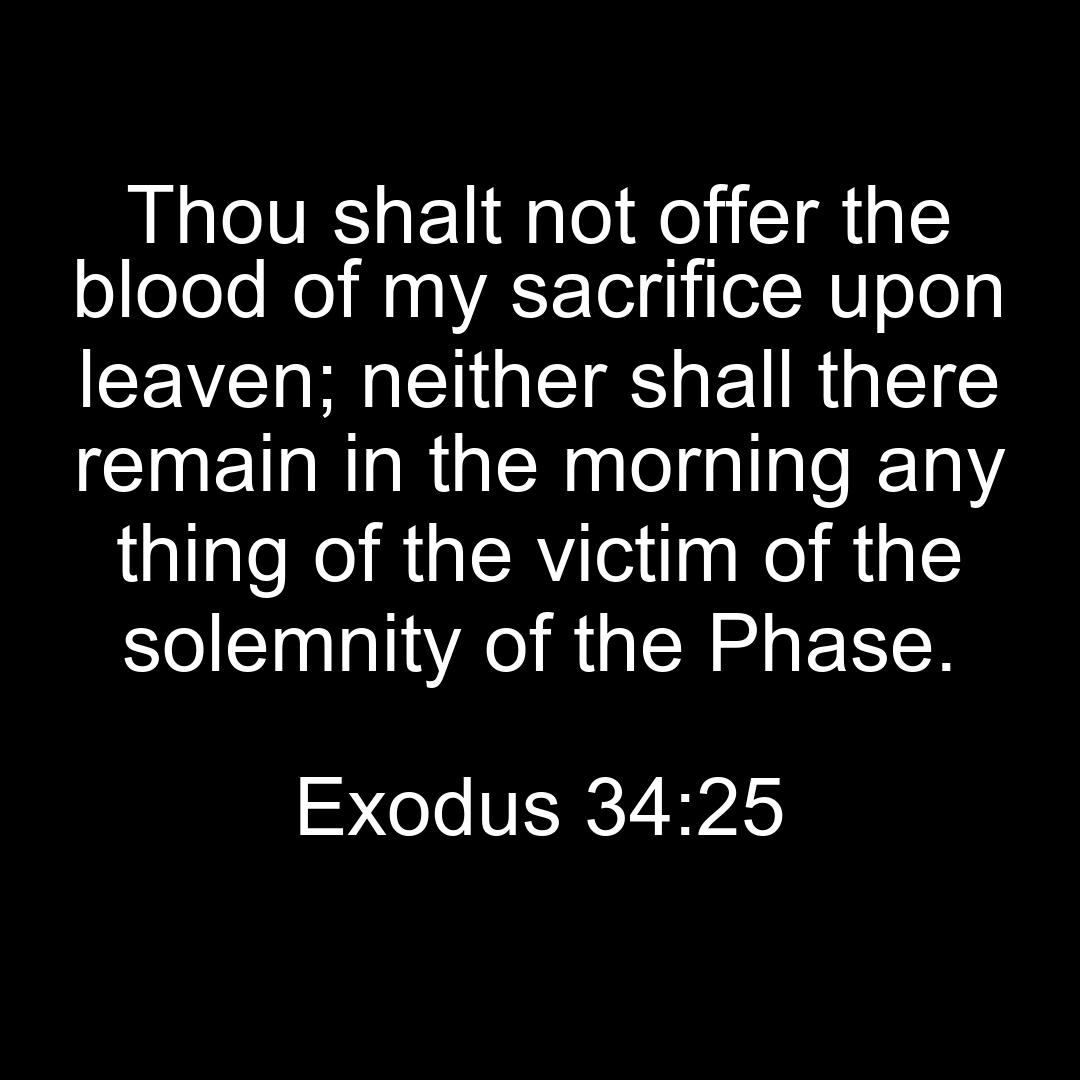 Thou shalt not offer the
blood of my sacrifice upon
leaven; neither shall there
remain in the morning any
thing of the victim of the
solemnity of the Phase.
Exodus 34:25